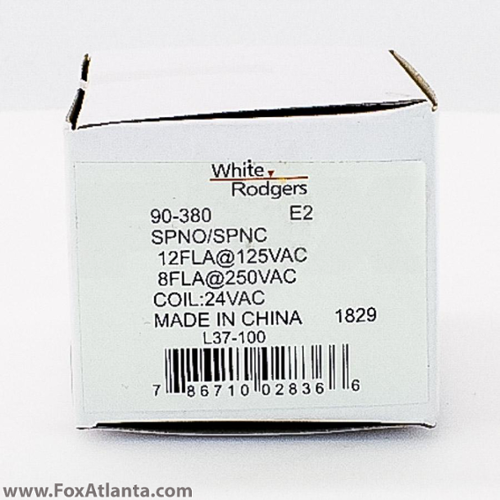 White
Rodgers
90-380 E2
SPNO/SPNC
12FLA@125VAC
8FLA@250VAC
COIL:24VAC
MADE IN CHINA 1829
L37-100
7 86710 02836 6
www.FoxAtlanta.com